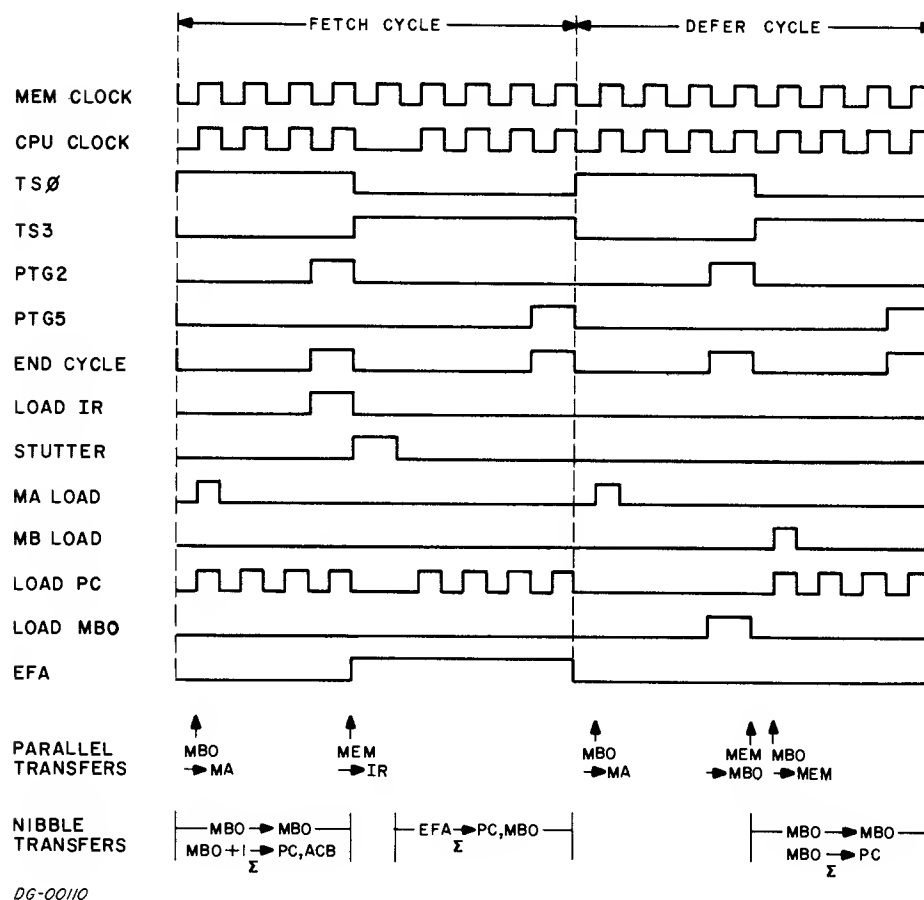 FETCH CYCLE
DEFER CYCLE
MEM CLOCK
CPU CLOCK
TSØ
TS3
PTG2
PTG5
END CYCLE
LOAD IR
STUTTER
MA LOAD
MB LOAD
LOAD PC
LOAD MBO
EFA
PARALLEL TRANSFERS
MBO → MA
MEM → IR
MBO → MA
MEM → MBO
MBO → MEM
NIBBLE TRANSFERS
MBO → MBO
MBO+1 → PC,ACB
Σ
EFA → PC,MBO
Σ
MBO → MBO
MBO → PC
Σ
DG-00110